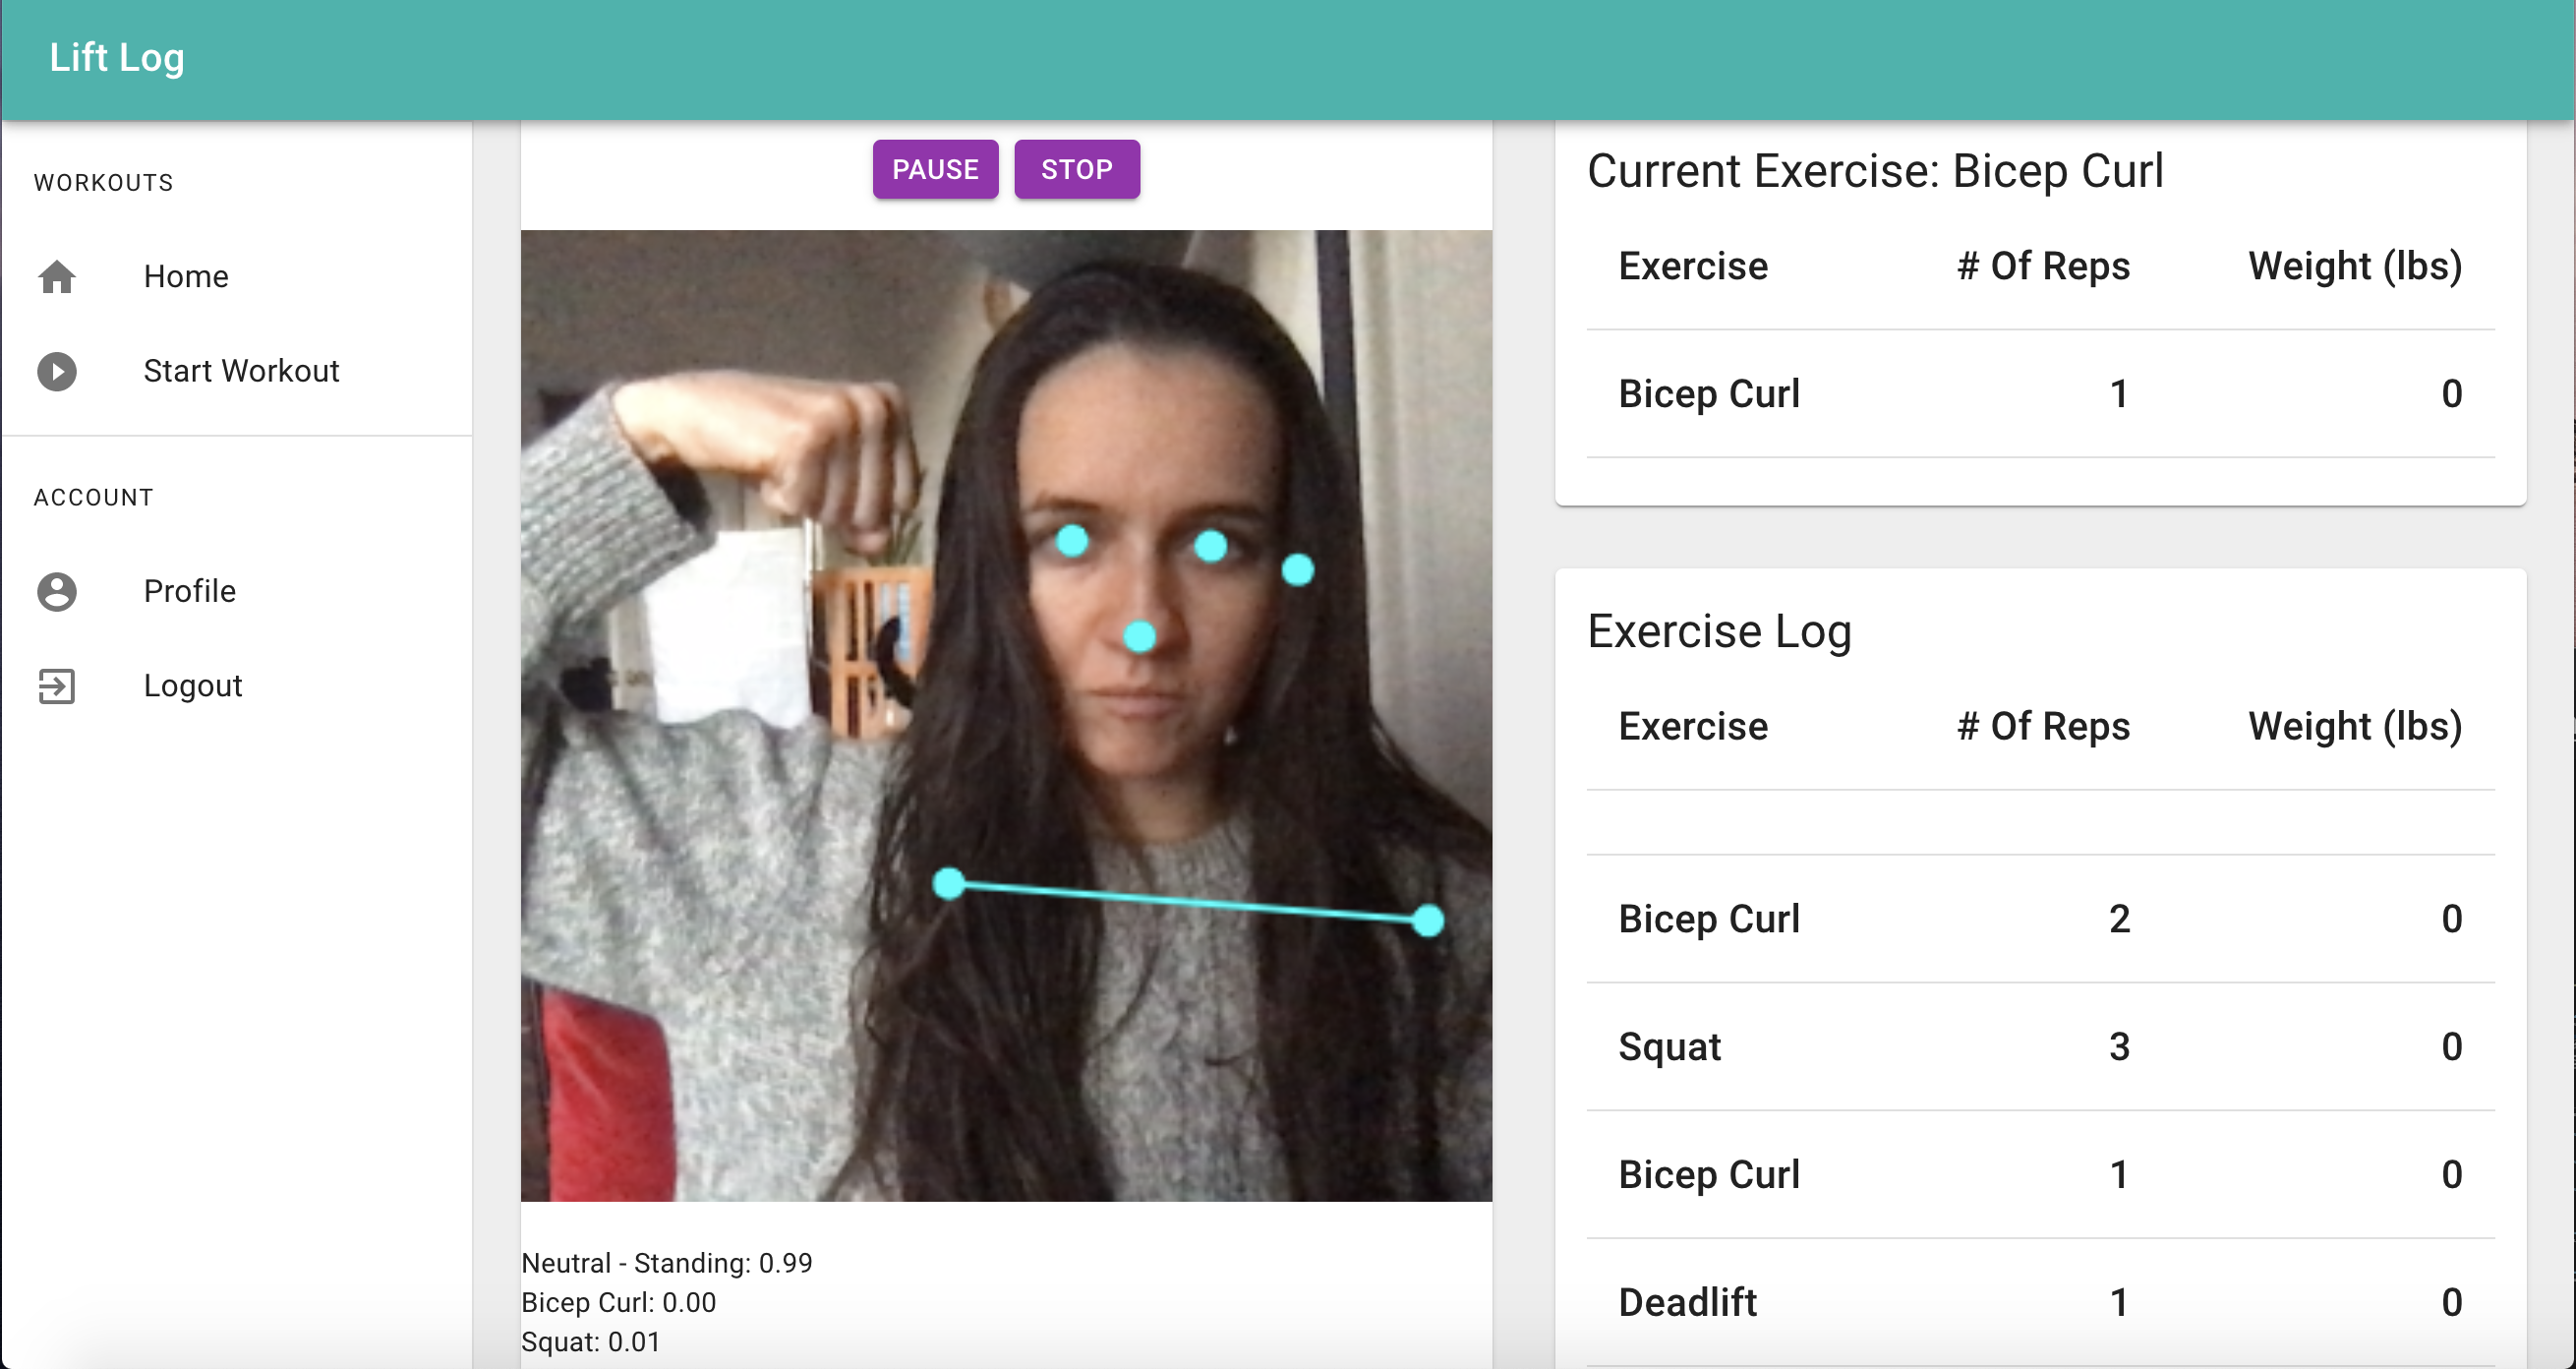 Lift Log
WORKOUTS
Home
Start Workout
ACCOUNT
Profile
Logout
PAUSE STOP
Neutral - Standing: 0.99
Bicep Curl: 0.00
Squat: 0.01
Current Exercise: Bicep Curl
Exercise # Of Reps Weight (lbs)
Bicep Curl 1 0
Exercise Log
Exercise # Of Reps Weight (lbs)
Bicep Curl 2 0
Squat 3 0
Bicep Curl 1 0
Deadlift 1 0